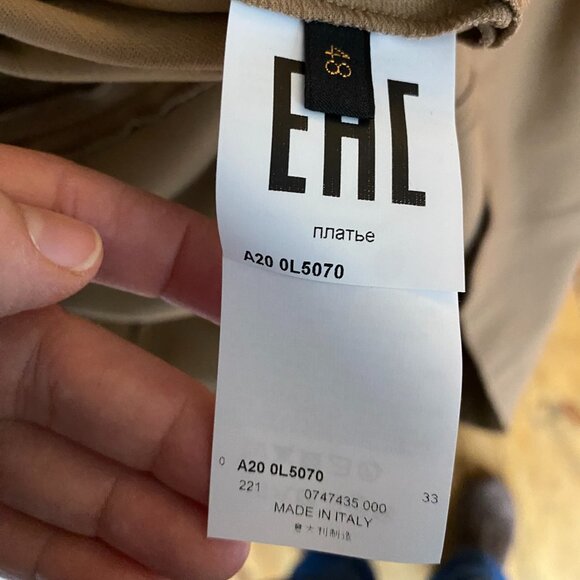 48
EAC
платье
A20 0L5070
0 A20 0L5070
221 0747435 000 33
MADE IN ITALY
意大利制造